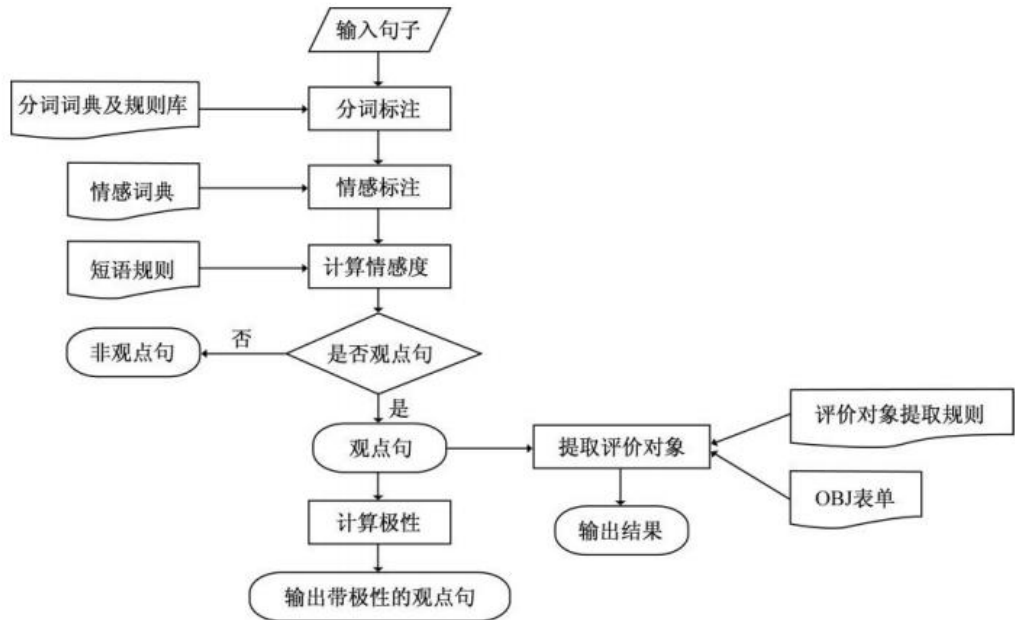 输入句子
分词词典及规则库
分词标注
情感词典
情感标注
短语规则
计算情感度
否
非观点句
是否观点句
是
评价对象提取规则
观点句
提取评价对象
OBJ表单
计算极性
输出结果
输出带极性的观点句